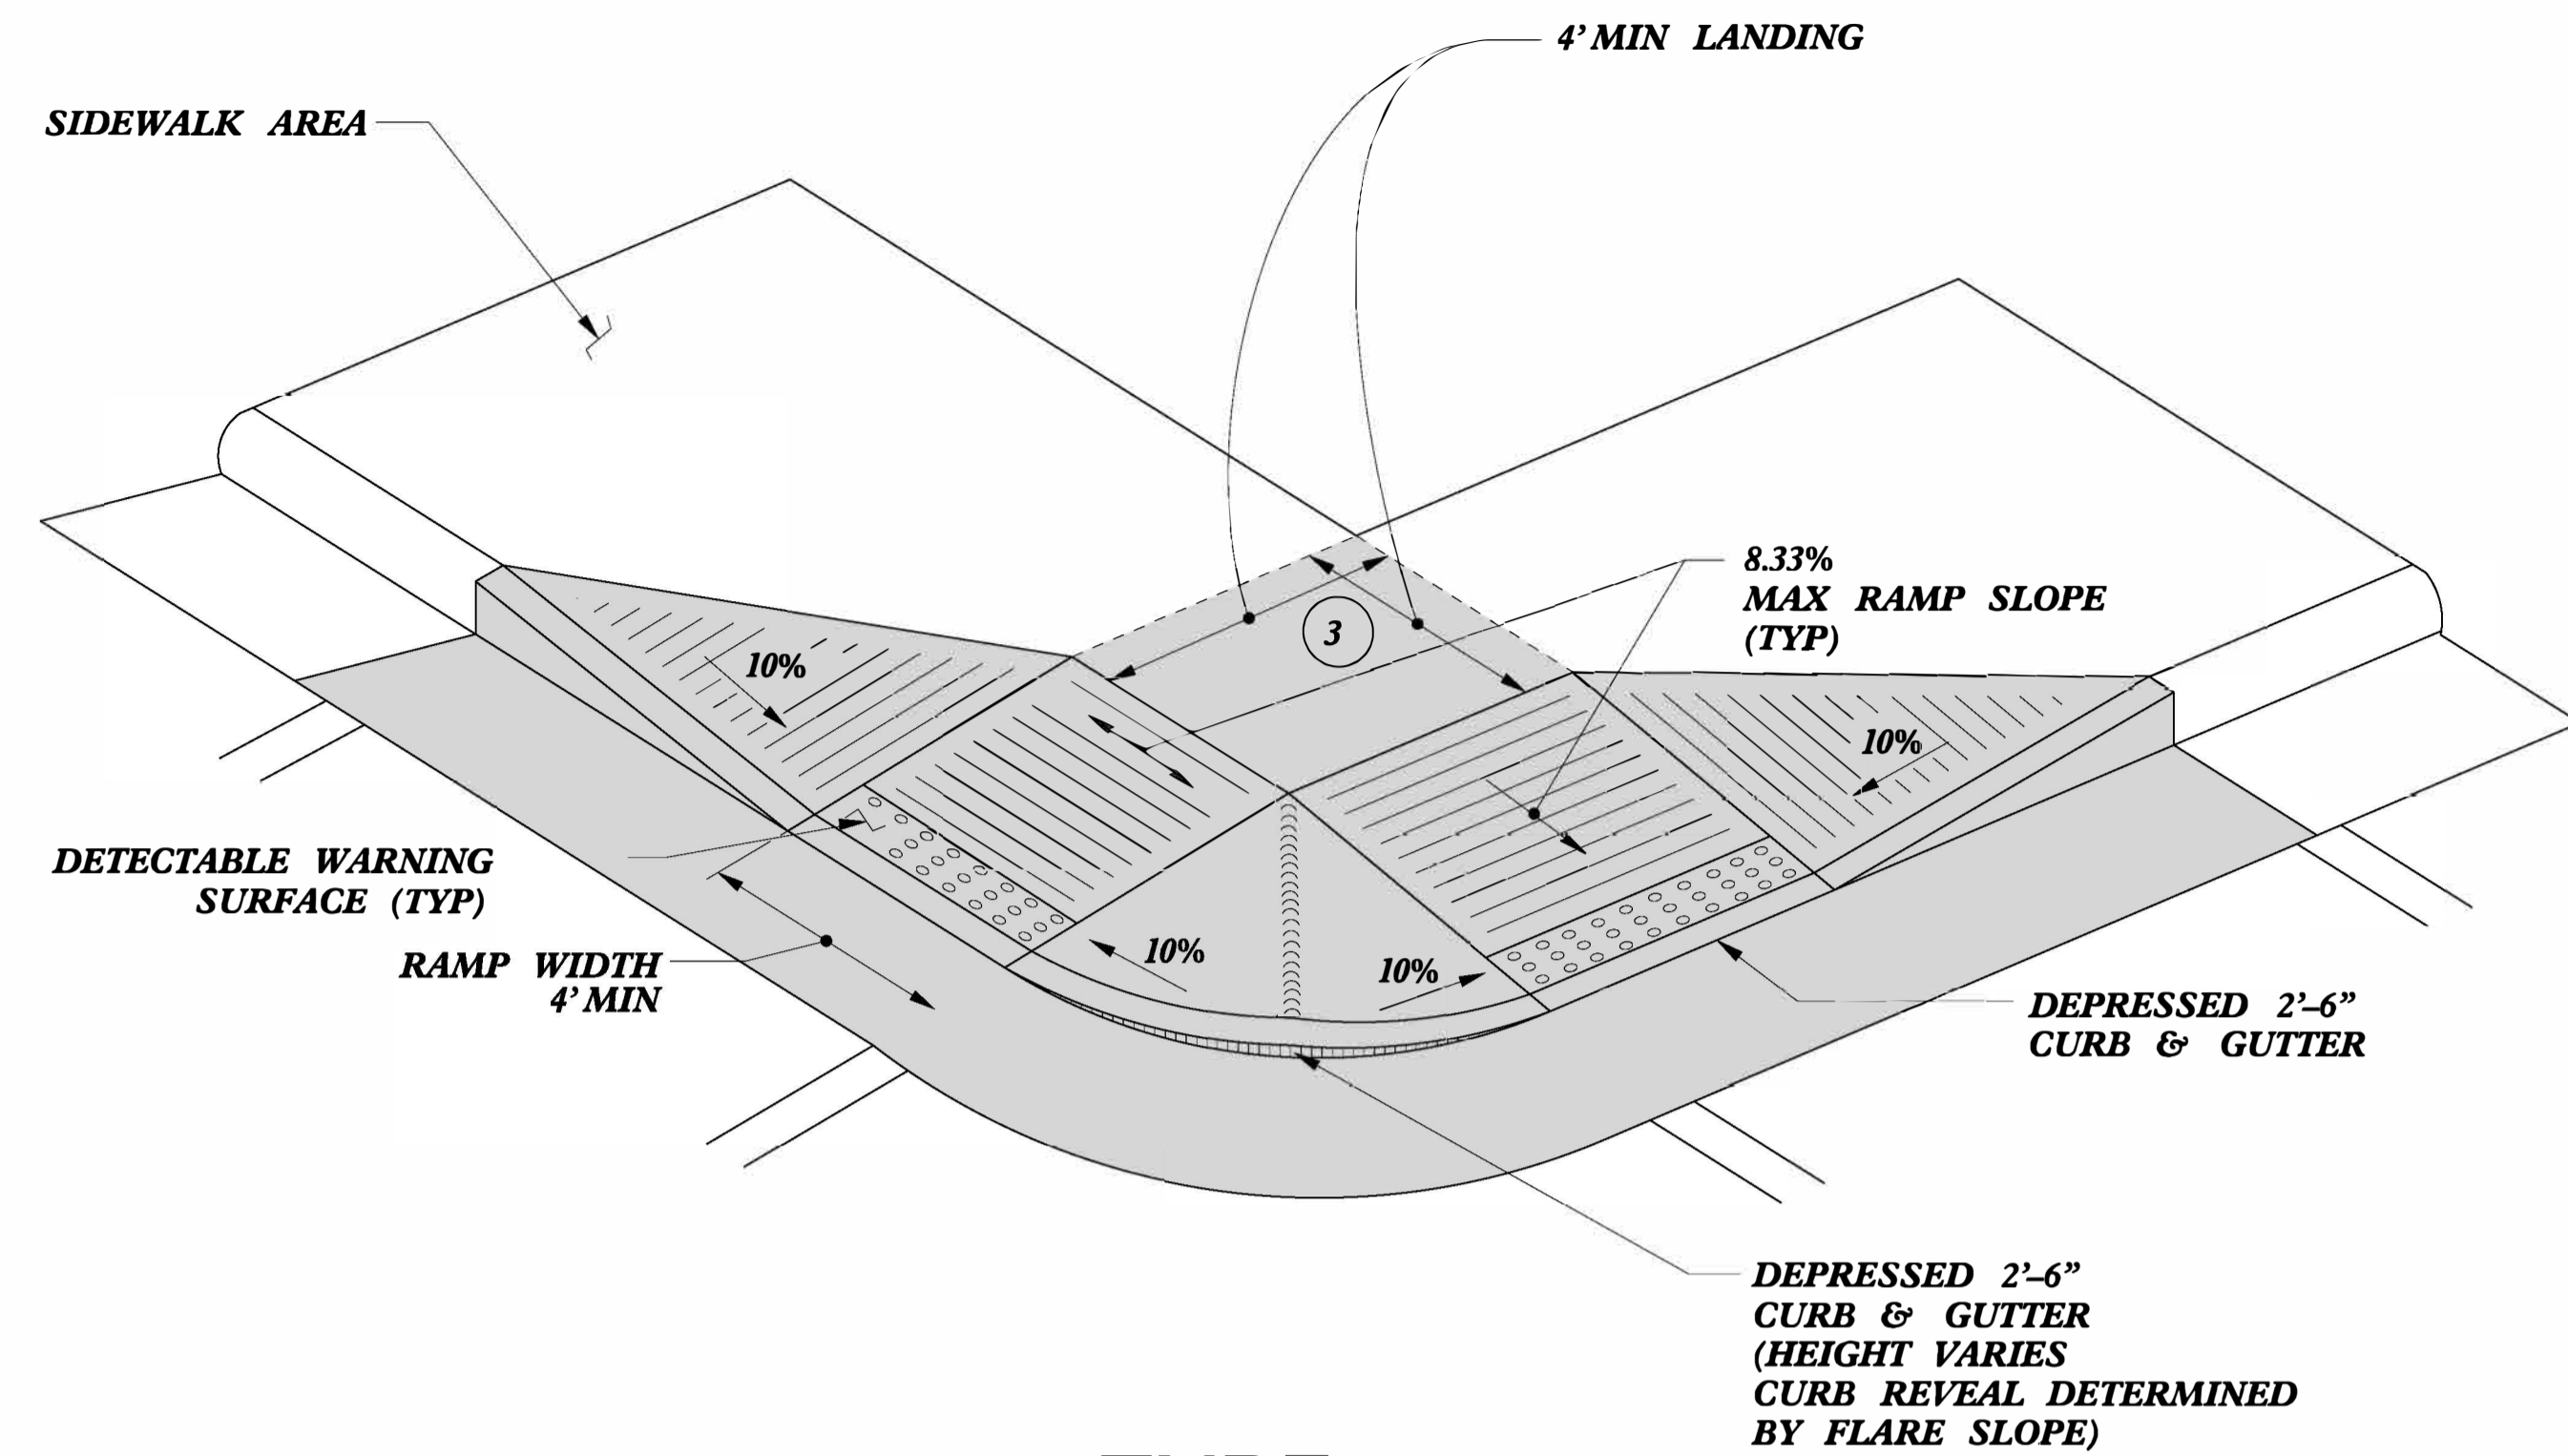 4' MIN LANDING
SIDEWALK AREA
8.33%
MAX RAMP SLOPE
(TYP)
3
10%
10%
DETECTABLE WARNING
SURFACE (TYP)
RAMP WIDTH
4' MIN
10%
10%
DEPRESSED 2'–6"
CURB & GUTTER
DEPRESSED 2'–6"
CURB & GUTTER
(HEIGHT VARIES
CURB REVEAL DETERMINED
BY FLARE SLOPE)